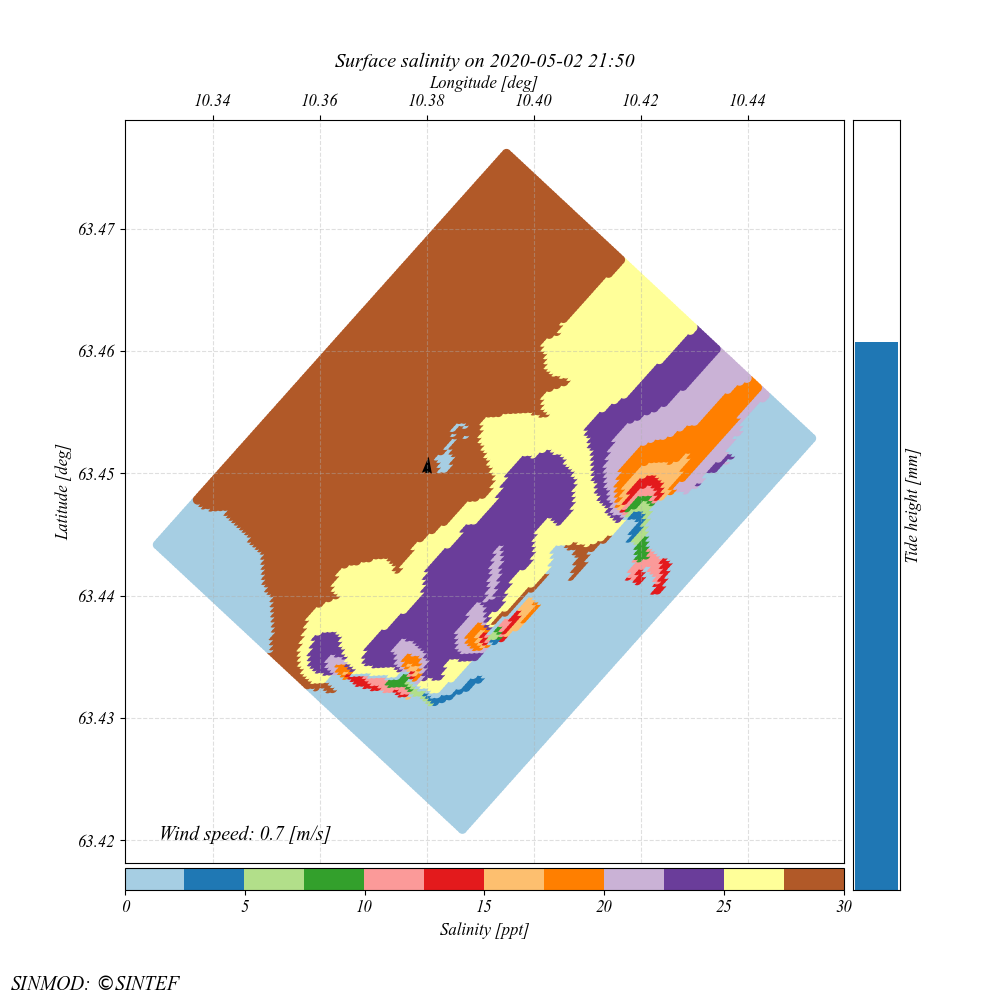 Surface salinity on 2020-05-02 21:50
Longitude [deg]
10.34 10.36 10.38 10.40 10.42 10.44
63.47
63.46
63.45
63.44
63.43
63.42
Latitude [deg]
Tide height [mm]
Wind speed: 0.7 [m/s]
0 5 10 15 20 25 30
Salinity [ppt]
SINMOD: ©SINTEF